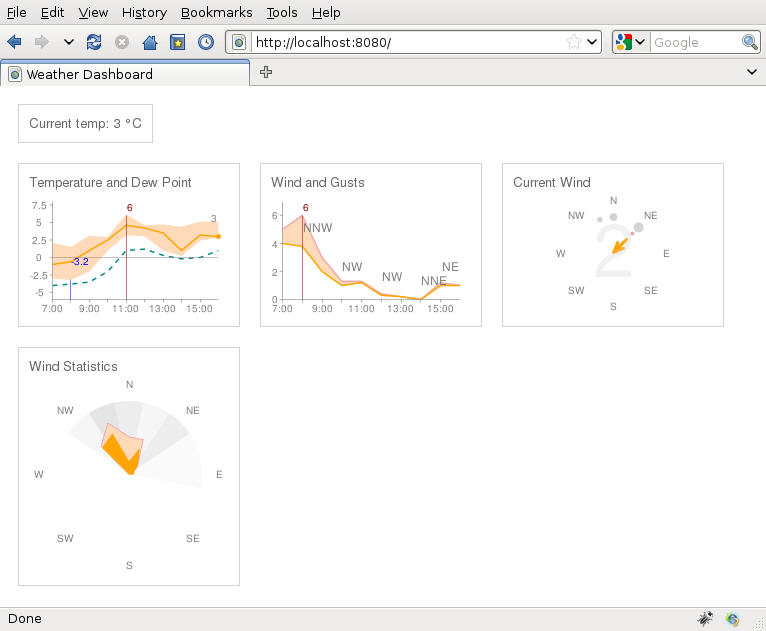 File Edit View History Bookmarks Tools Help
http://localhost:8080/
Google
Weather Dashboard
Current temp: 3 °C
Temperature and Dew Point
7.5
5
2.5
0
-2.5
-5
6
3
-3.2
7:00 9:00 11:00 13:00 15:00
Wind and Gusts
6
4
2
0
6
NNW
NW
NW
NNE
NE
7:00 9:00 11:00 13:00 15:00
Current Wind
N
NW NE
2
W E
SW SE
S
Wind Statistics
N
NW NE
W E
SW SE
S
Done